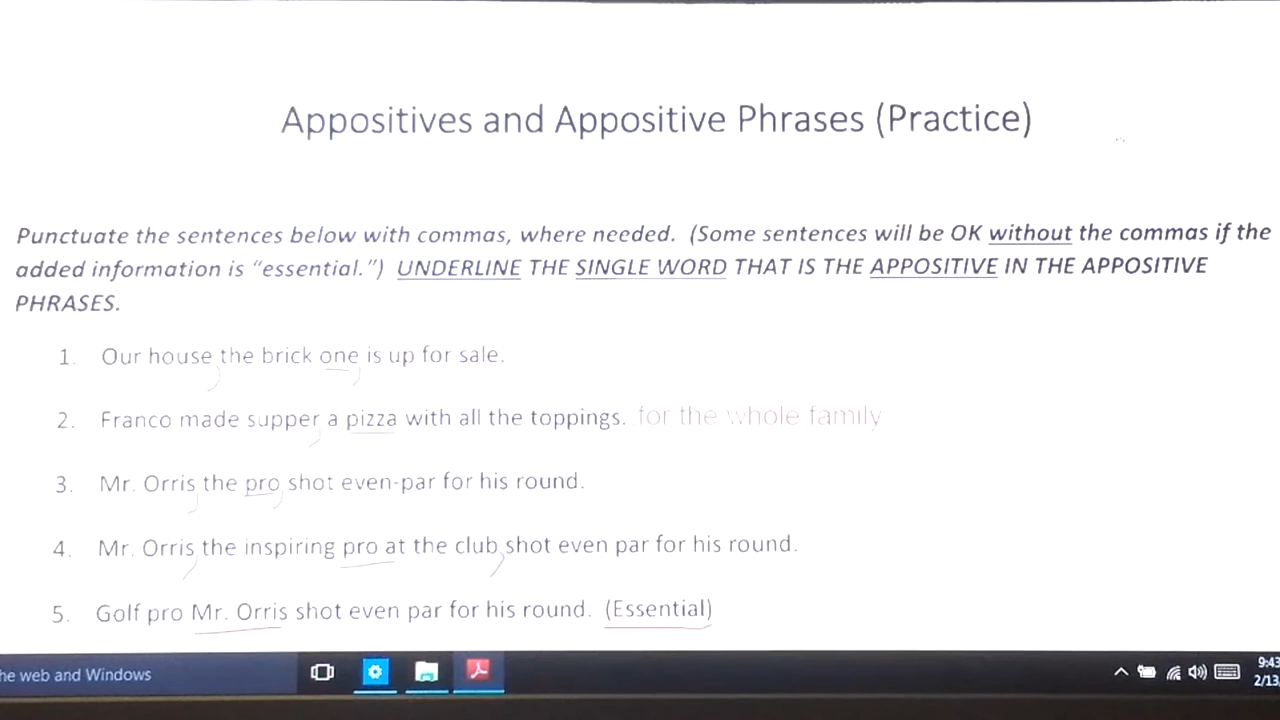 Appositives and Appositive Phrases (Practice)
Punctuate the sentences below with commas, where needed. (Some sentences will be OK without the commas if the
added information is “essential.”) UNDERLINE THE SINGLE WORD THAT IS THE APPOSITIVE IN THE APPOSITIVE
PHRASES.
1. Our house, the brick one, is up for sale.
2. Franco made supper, a pizza with all the toppings. for the whole family
3. Mr. Orris, the pro, shot even-par for his round.
4. Mr. Orris, the inspiring pro at the club, shot even par for his round.
5. Golf pro Mr. Orris shot even par for his round. (Essential)
he web and Windows
9:43
2/13